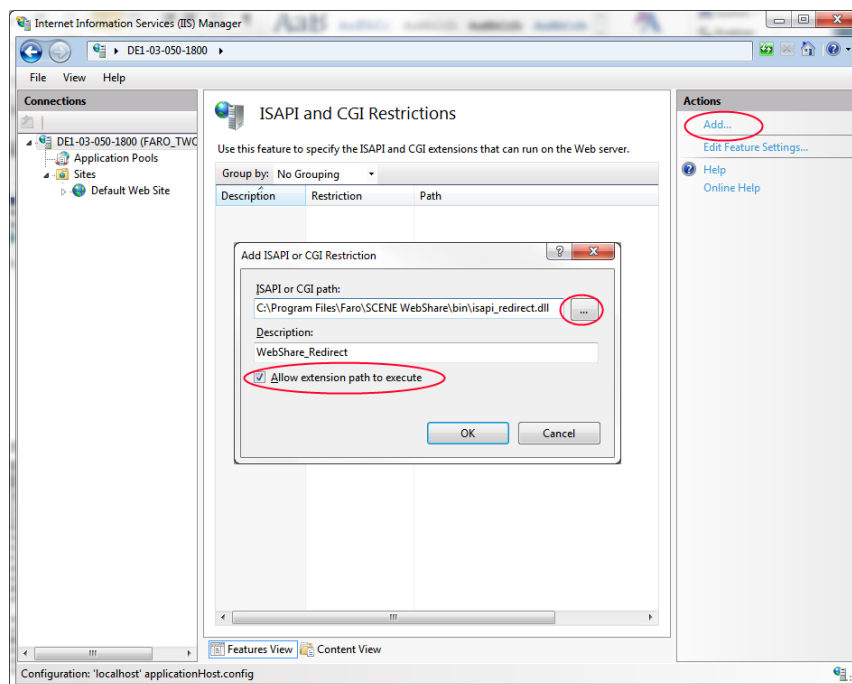 Internet Information Services (IIS) Manager
DE1-03-050-1800
File View Help
Connections
DE1-03-050-1800 (FARO_TWC
Application Pools
Sites
Default Web Site
ISAPI and CGI Restrictions
Use this feature to specify the ISAPI and CGI extensions that can run on the Web server.
Group by: No Grouping
Description Restriction Path
Add ISAPI or CGI Restriction
ISAPI or CGI path:
C:\Program Files\Faro\SCENE WebShare\bin\isapi_redirect.dll
...
Description:
WebShare_Redirect
Allow extension path to execute
OK Cancel
Features View Content View
Actions
Add...
Edit Feature Settings...
Help
Online Help
Configuration: 'localhost' applicationHost.config